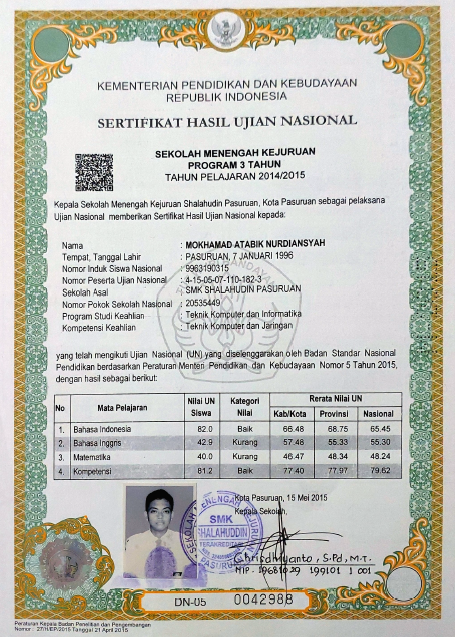 KEMENTERIAN PENDIDIKAN DAN KEBUDAYAAN
REPUBLIK INDONESIA
SERTIFIKAT HASIL UJIAN NASIONAL
SEKOLAH MENENGAH KEJURUAN
PROGRAM 3 TAHUN
TAHUN PELAJARAN 2014/2015
Kepala Sekolah Menengah Kejuruan Shalahudin Pasuruan, Kota Pasuruan sebagai pelaksana
Ujian Nasional memberikan Sertifikat Hasil Ujian Nasional kepada:
Nama : MOKHAMAD ATABIK NURDIANSYAH
Tempat, Tanggal Lahir : PASURUAN, 7 JANUARI 1996
Nomor Induk Siswa Nasional : 9963190315
Nomor Peserta Ujian Nasional : 4-15-05-07-110-182-3
Sekolah Asal : SMK SHALAHUDIN PASURUAN
Nomor Pokok Sekolah Nasional : 20535449
Program Studi Keahlian : Teknik Komputer dan Informatika
Kompetensi Keahlian : Teknik Komputer dan Jaringan
yang telah mengikuti Ujian Nasional (UN) yang diselenggarakan oleh Badan Standar Nasional
Pendidikan berdasarkan Peraturan Menteri Pendidikan dan Kebudayaan Nomor 5 Tahun 2015,
dengan hasil sebagai berikut:
No Mata Pelajaran Nilai UN Siswa Kategori Nilai Rerata Nilai UN
Kab/Kota Provinsi Nasional
1. Bahasa Indonesia 82.0 Baik 66.48 68.75 65.45
2. Bahasa Inggris 42.9 Kurang 57.48 55.33 55.30
3. Matematika 40.0 Kurang 46.47 48.34 48.24
4. Kompetensi 81.2 Baik 77.40 77.97 79.62
Kota Pasuruan, 15 Mei 2015
Kepala Sekolah,
SMK
SHALAHUDDIN
TERAKREDITASI
PASURUAN
Chrisdiyanto, S.Pd, M.T.
NIP. 19681029 199101 1 001
DN-05 0042988
Peraturan Kepala Badan Penelitian dan Pengembangan
Nomor : 27/H/EP/2015 Tanggal 21 April 2015